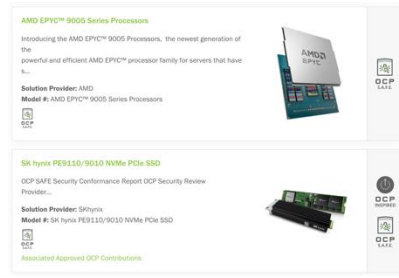 AMD EPYC™ 9005 Series Processors
Introducing the AMD EPYC™ 9005 Processors, the newest generation of
the
powerful and efficient AMD EPYC™ processor family for servers that have
s...
Solution Provider: AMD
Model #: AMD EPYC™ 9005 Series Processors
OCP
SAFE
AMD
EPYC
OCP
SAFE
SK hynix PE9110/9010 NVMe PCIe SSD
OCP SAFE Security Conformance Report OCP Security Review
Provider...
Solution Provider: SKhynix
Model #: SK hynix PE9110/9010 NVMe PCIe SSD
OCP
SAFE
Associated Approved OCP Contributions
OCP
INSPIRED
OCP
SAFE